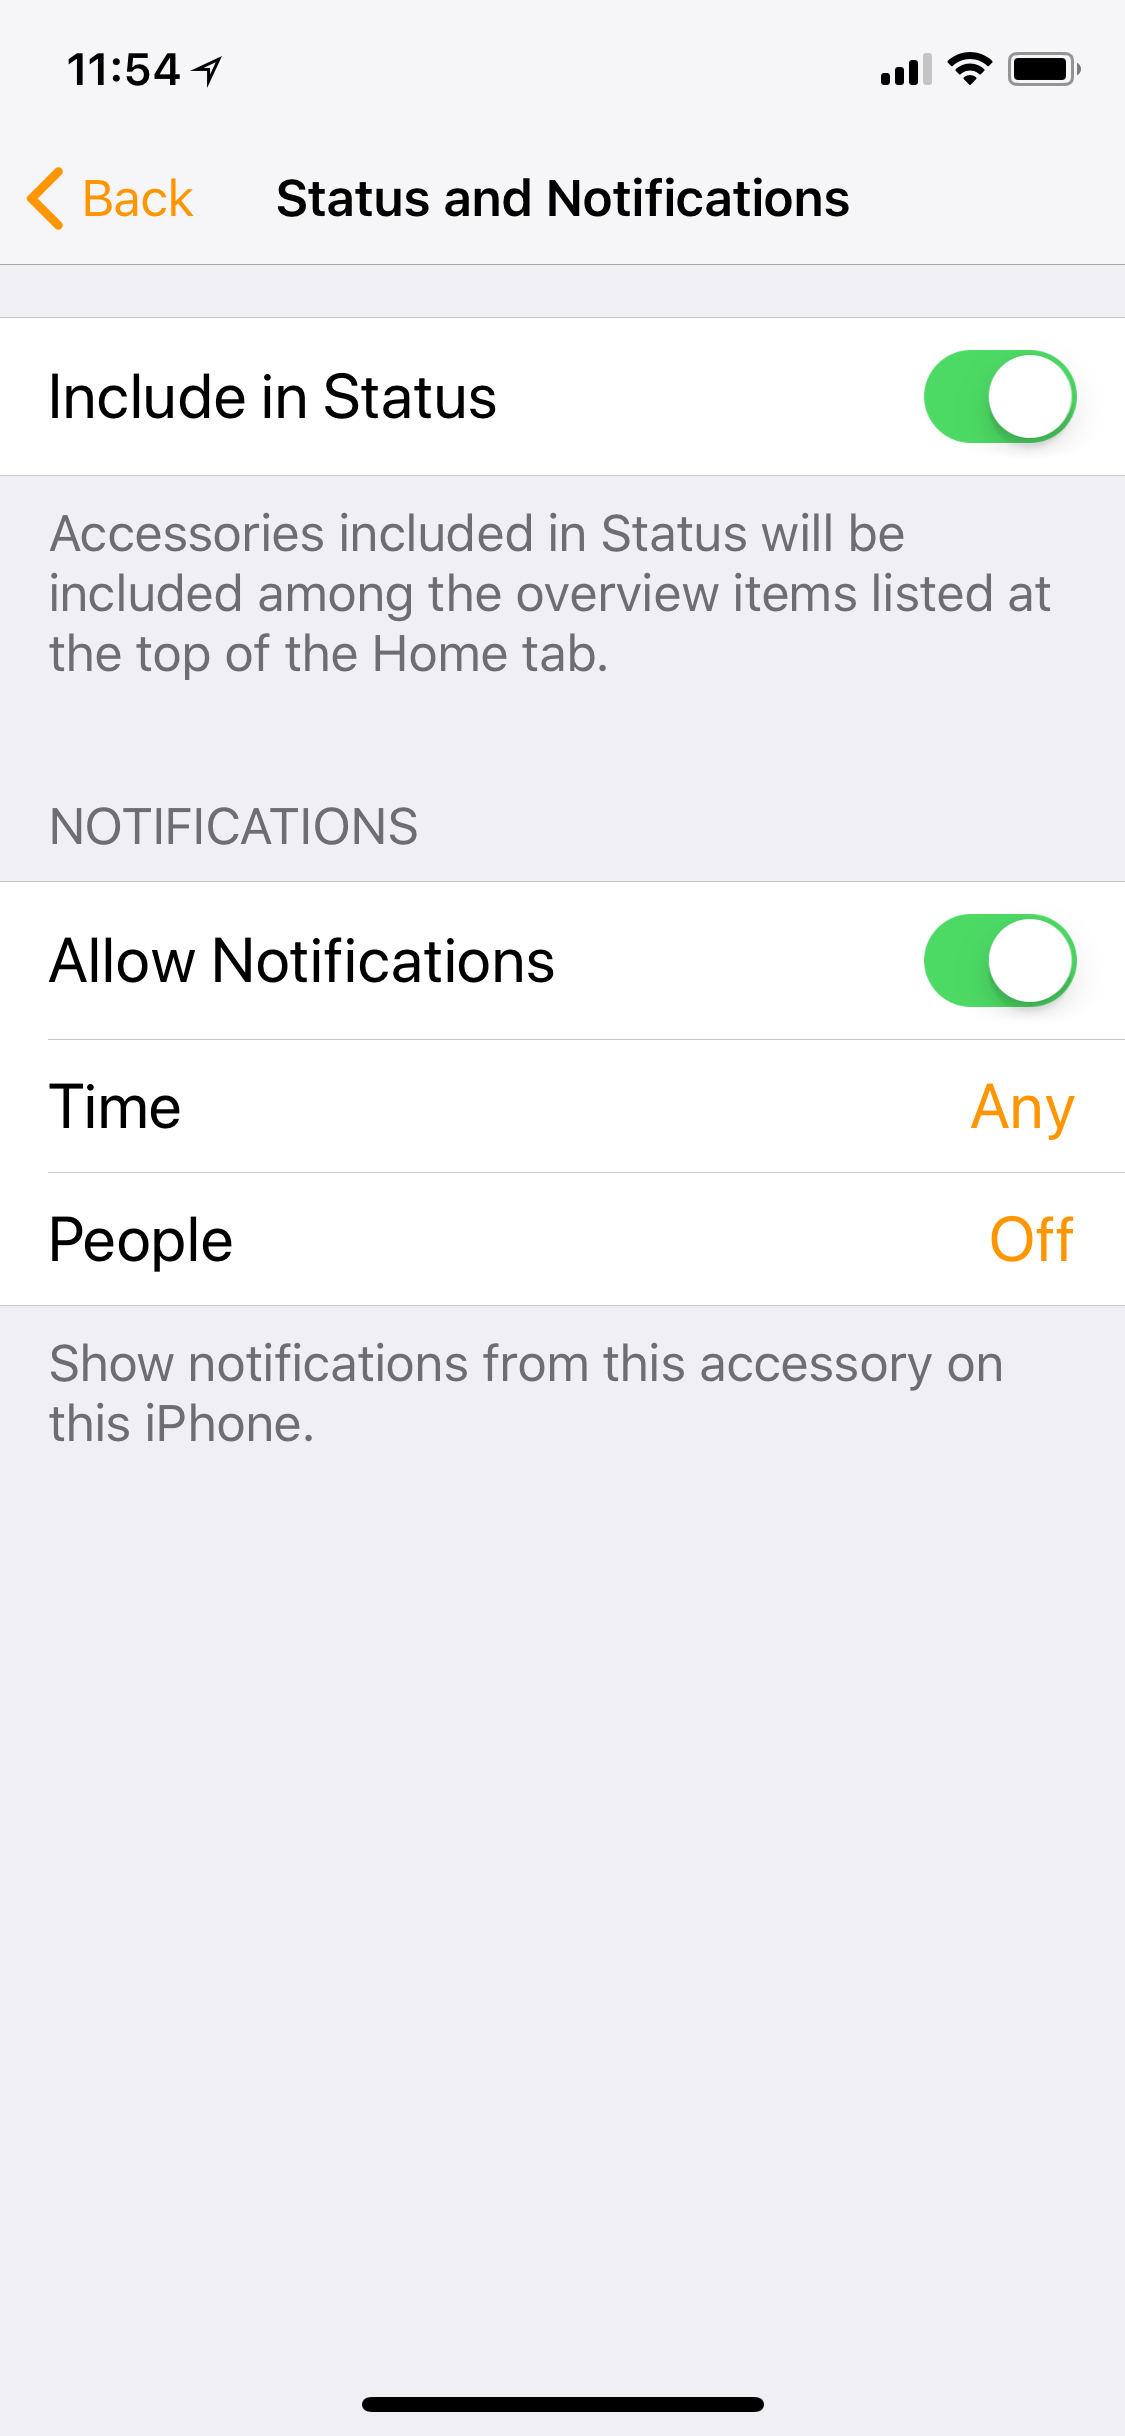 11:54
Back
Status and Notifications
Include in Status
Accessories included in Status will be
included among the overview items listed at
the top of the Home tab.
NOTIFICATIONS
Allow Notifications
Time Any
People Off
Show notifications from this accessory on
this iPhone.